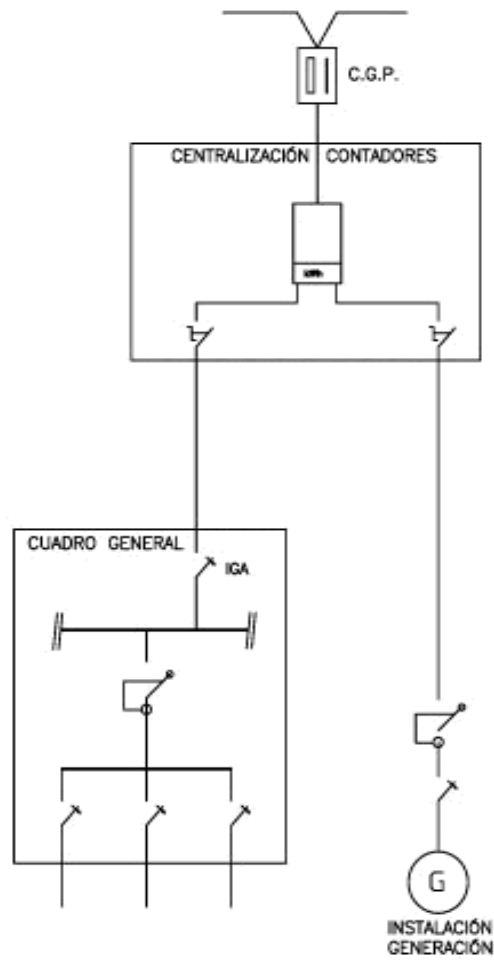 C.G.P.
CENTRALIZACIÓN CONTADORES
CUADRO GENERAL
IGA
G
INSTALACIÓN
GENERACIÓN